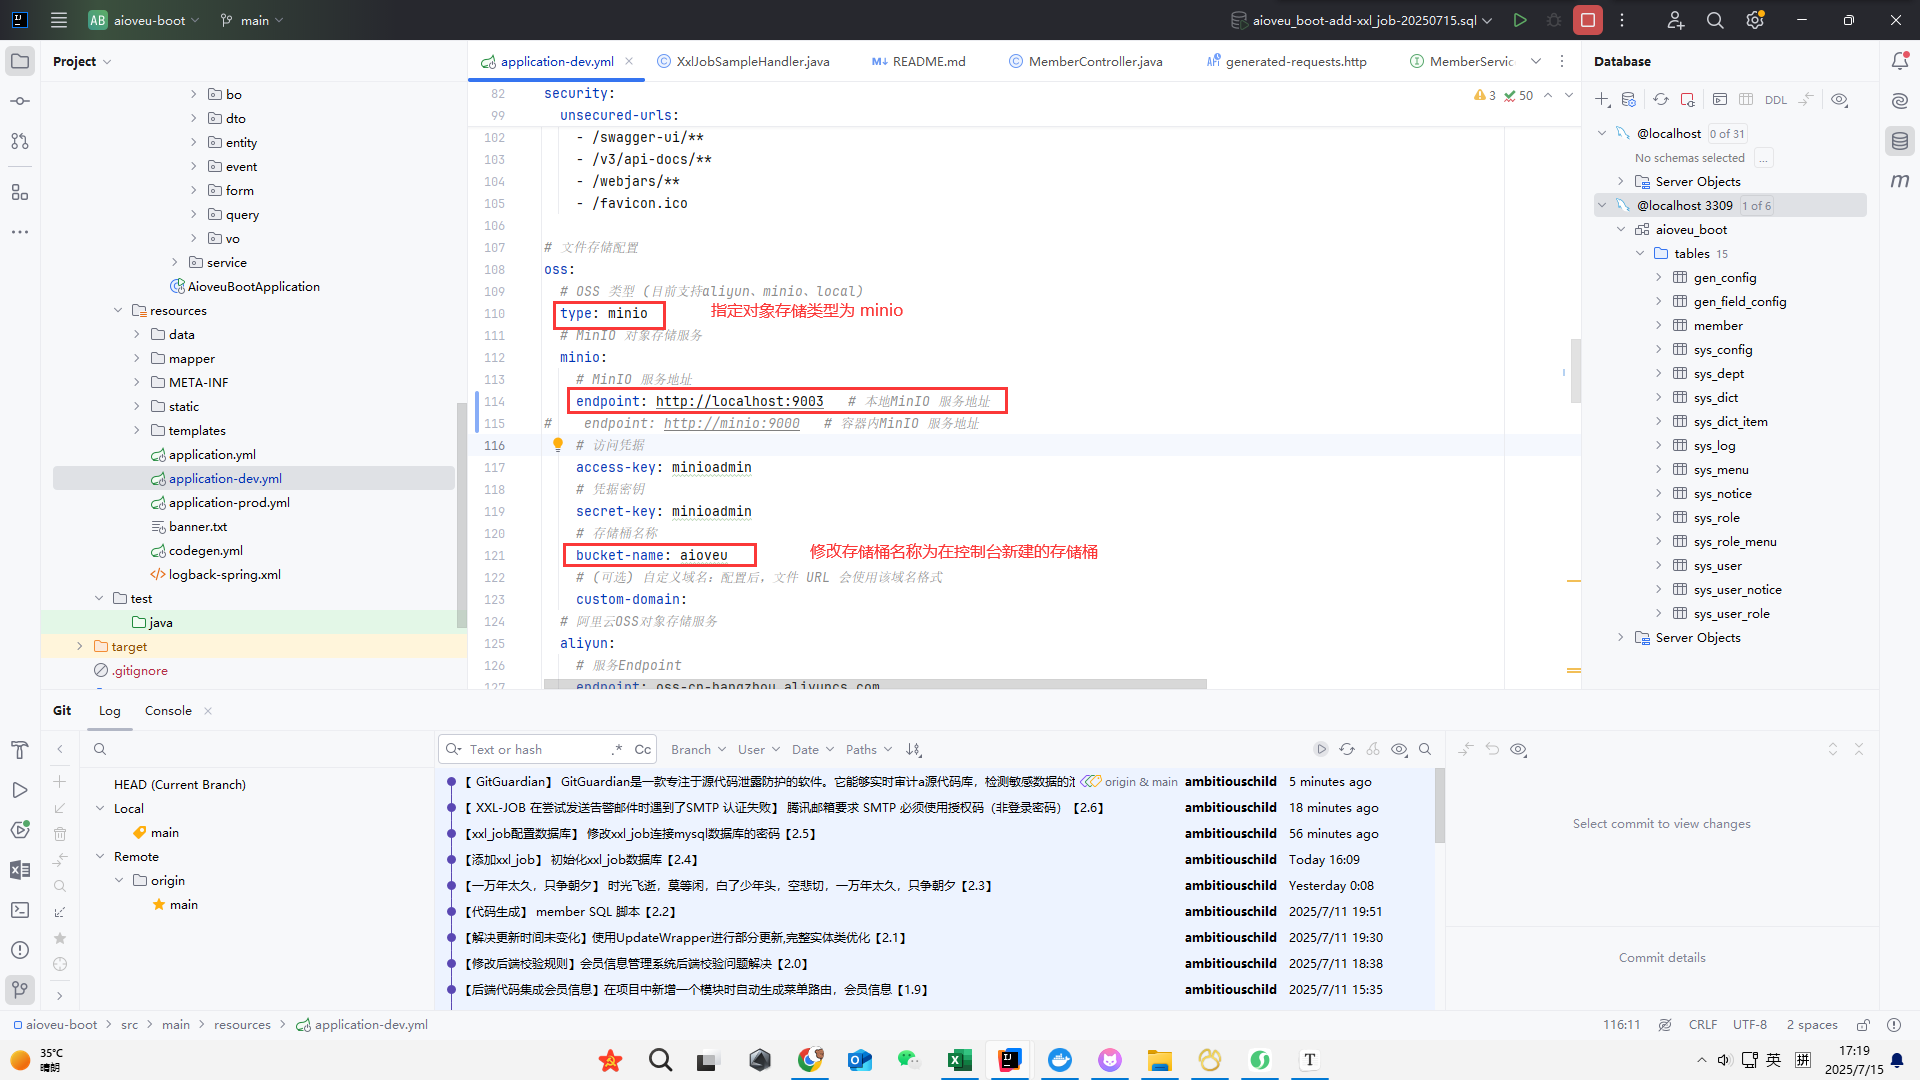 AB aioveu-boot main aioveu_boot-add-xxl_job-20250715.sql
Project
bo
dto
entity
event
form
query
vo
service
AioveuBootApplication
resources
data
mapper
META-INF
static
templates
application.yml
application-dev.yml
application-prod.yml
banner.txt
codegen.yml
logback-spring.xml
test
java
target
.gitignore
application-dev.yml XxlJobSampleHandler.java README.md MemberController.java generated-requests.http MemberServic
3 50
82 security:
99 unsecured-urls:
102 - /swagger-ui/**
103 - /v3/api-docs/**
104 - /webjars/**
105 - /favicon.ico
106
107 # 文件存储配置
108 oss:
109 # OSS 类型 (目前支持aliyun、minio、local)
110 type: minio 指定对象存储类型为 minio
111 # MinIO 对象存储服务
112 minio:
113 # MinIO 服务地址
114 endpoint: http://localhost:9003 # 本地MinIO 服务地址
115 # endpoint: http://minio:9000 # 容器内MinIO 服务地址
116 # 访问凭据
117 access-key: minioadmin
118 # 凭据密钥
119 secret-key: minioadmin
120 # 存储桶名称
121 bucket-name: aioveu 修改存储桶名称为在控制台新建的存储桶
122 # (可选) 自定义域名：配置后，文件 URL 会使用该域名格式
123 custom-domain:
124 # 阿里云OSS对象存储服务
125 aliyun:
126 # 服务Endpoint
127 endpoint: oss-cn-hangzhou.aliyuncs.com
Database
DDL
@localhost 0 of 31
No schemas selected ...
Server Objects
@localhost 3309 1 of 6
aioveu_boot
tables 15
gen_config
gen_field_config
member
sys_config
sys_dept
sys_dict
sys_dict_item
sys_log
sys_menu
sys_notice
sys_role
sys_role_menu
sys_user
sys_user_notice
sys_user_role
Server Objects
Git Log Console
HEAD (Current Branch)
Local
main
Remote
origin
main
Text or hash .* Cc Branch User Date Paths
【 GitGuardian】 GitGuardian是一款专注于源代码泄露防护的软件。它能够实时审计a源代码库，检测敏感数据的泄 origin & main ambitiouschild 5 minutes ago
【 XXL-JOB 在尝试发送告警邮件时遇到了SMTP 认证失败】 腾讯邮箱要求 SMTP 必须使用授权码（非登录密码）【2.6】 ambitiouschild 18 minutes ago
【xxl_job配置数据库】 修改xxl_job连接mysql数据库的密码【2.5】 ambitiouschild 56 minutes ago
【添加xxl_job】 初始化xxl_job数据库【2.4】 ambitiouschild Today 16:09
【一万年太久，只争朝夕】 时光飞逝，莫等闲，白了少年头，空悲切，一万年太久，只争朝夕【2.3】 ambitiouschild Yesterday 0:08
【代码生成】 member SQL 脚本【2.2】 ambitiouschild 2025/7/11 19:51
【解决更新时间未变化】使用UpdateWrapper进行部分更新,完整实体类优化【2.1】 ambitiouschild 2025/7/11 19:30
【修改后端校验规则】会员信息管理系统后端校验问题解决【2.0】 ambitiouschild 2025/7/11 18:38
【后端代码集成会员信息】在项目中新增一个模块时自动生成菜单路由，会员信息【1.9】 ambitiouschild 2025/7/11 15:35
Select commit to view changes
Commit details
aioveu-boot src main resources application-dev.yml 116:11 CRLF UTF-8 2 spaces
35℃
晴朗
英 拼
17:19
2025/7/15